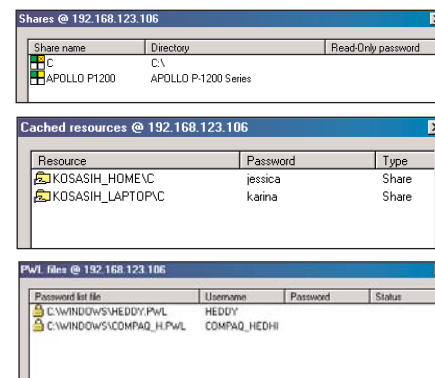 Shares @ 192.168.123.106
Share name Directory Read-Only password
C C:\
APOLLO P1200 APOLLO P-1200 Series
Cached resources @ 192.168.123.106
Resource Password Type
KOSASIH_HOME\C jessica Share
KOSASIH_LAPTOP\C karina Share
PWL files @ 192.168.123.106
Password list file Username Password Status
C:\WINDOWS\HEDDY.PWL HEDDY
C:\WINDOWS\COMPAQ_H.PWL COMPAQ_HEDHI